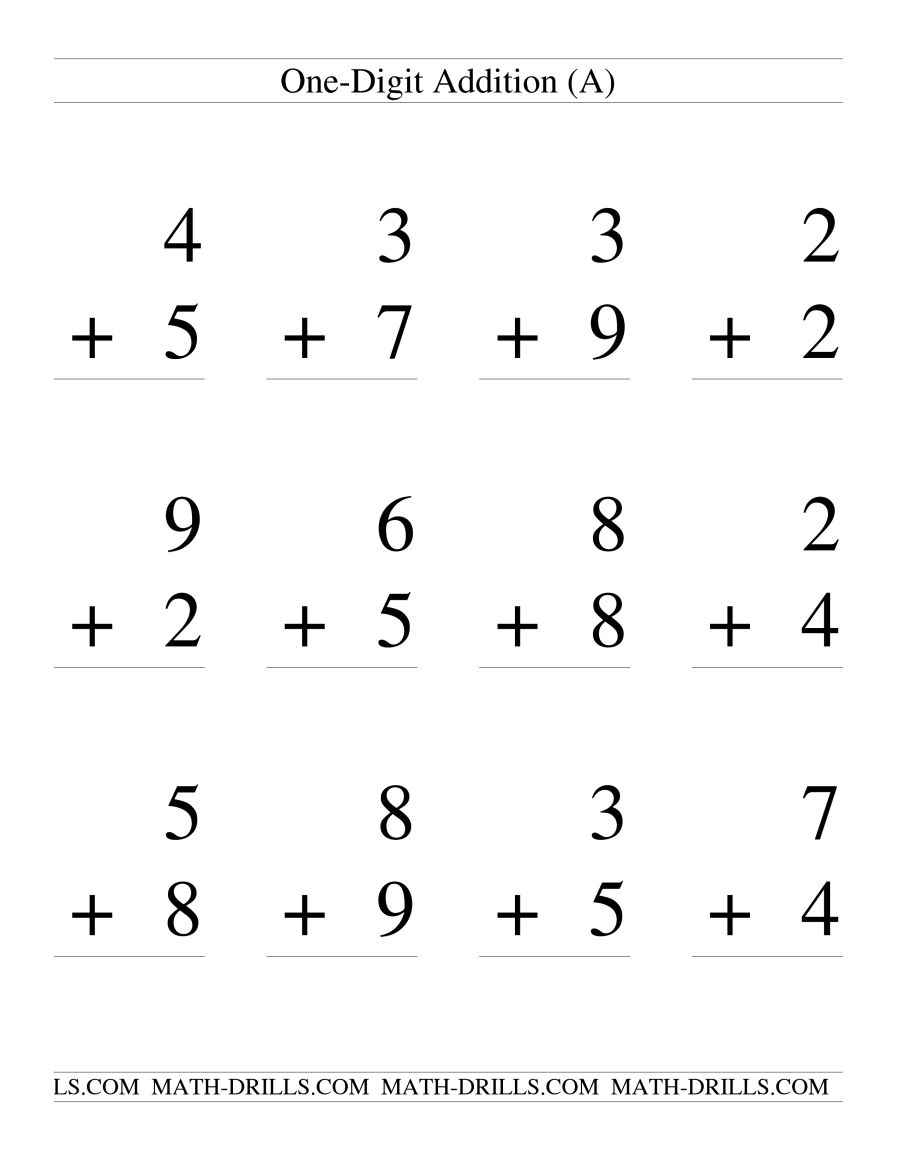 One-Digit Addition (A)
4 3 3 2
+ 5 + 7 + 9 + 2
9 6 8 2
+ 2 + 5 + 8 + 4
5 8 3 7
+ 8 + 9 + 5 + 4
LS.COM MATH-DRILLS.COM MATH-DRILLS.COM MATH-DRILLS.COM